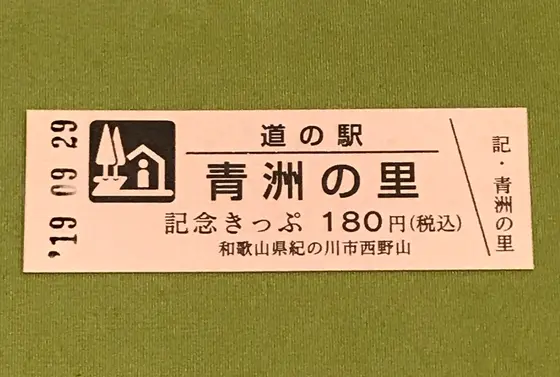 '19 09 29
道の駅
青洲の里
記念きっぷ 180円(税込)
和歌山県紀の川市西野山
記・青洲の里